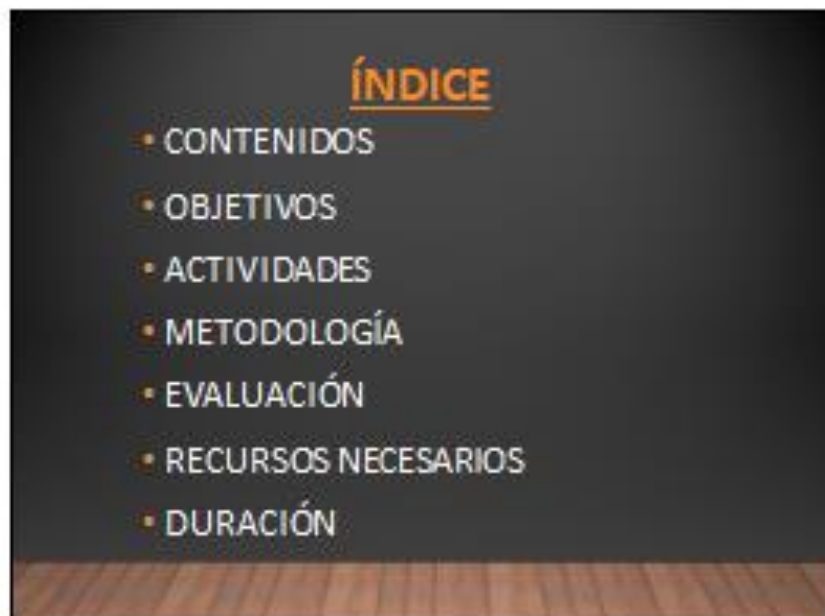 ÍNDICE
• CONTENIDOS
• OBJETIVOS
• ACTIVIDADES
• METODOLOGÍA
• EVALUACIÓN
• RECURSOS NECESARIOS
• DURACIÓN